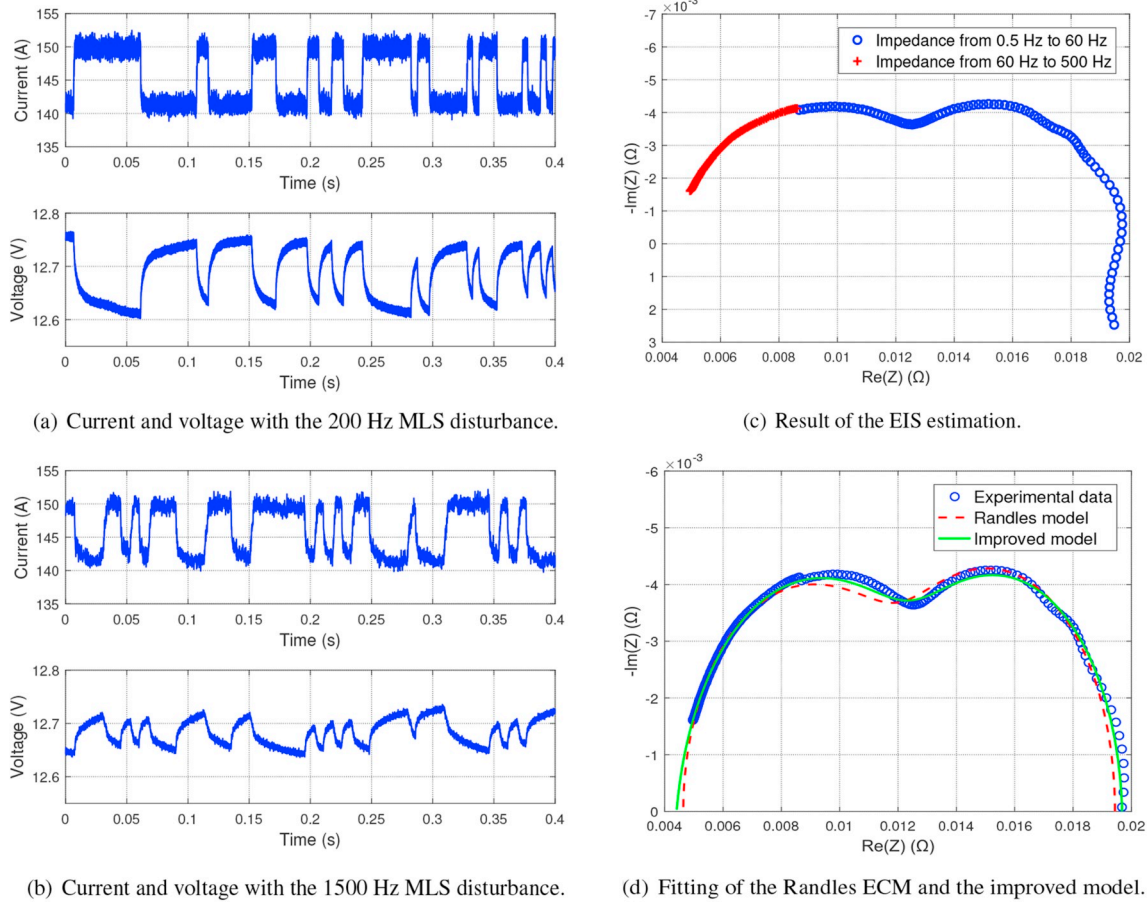 155
150
145
140
135
Current (A)
0 0.05 0.1 0.15 0.2 0.25 0.3 0.35 0.4
Time (s)
12.8
12.7
12.6
Voltage (V)
0 0.05 0.1 0.15 0.2 0.25 0.3 0.35 0.4
Time (s)
(a) Current and voltage with the 200 Hz MLS disturbance.
×10⁻³
-7
-6
-5
-4
-3
-2
-1
0
1
2
3
-Im(Z) (Ω)
Impedance from 0.5 Hz to 60 Hz
Impedance from 60 Hz to 500 Hz
0.004 0.006 0.008 0.01 0.012 0.014 0.016 0.018 0.02
Re(Z) (Ω)
(c) Result of the EIS estimation.
155
150
145
140
135
Current (A)
0 0.05 0.1 0.15 0.2 0.25 0.3 0.35 0.4
Time (s)
12.8
12.7
12.6
Voltage (V)
0 0.05 0.1 0.15 0.2 0.25 0.3 0.35 0.4
Time (s)
(b) Current and voltage with the 1500 Hz MLS disturbance.
×10⁻³
-6
-5
-4
-3
-2
-1
0
-Im(Z) (Ω)
Experimental data
Randles model
Improved model
0.004 0.006 0.008 0.01 0.012 0.014 0.016 0.018 0.02
Re(Z) (Ω)
(d) Fitting of the Randles ECM and the improved model.